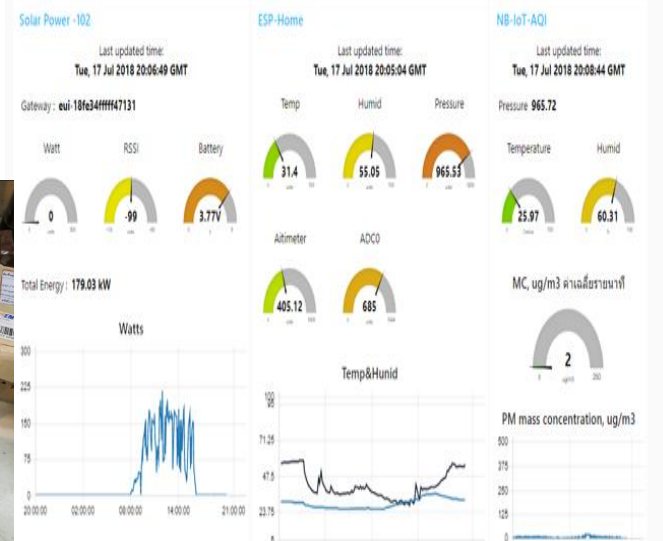 Solar Power -102
Last updated time:
Tue, 17 Jul 2018 20:06:49 GMT
Gateway : eui-18fe34fffff47131
Watt
RSSI
Battery
0
-99
3.77V
Total Energy : 179.03 kW
Watts
300
225
150
75
0
20:00:00
02:00:00
08:00:00
14:00:00
21:00:00
ESP-Home
Last updated time:
Tue, 17 Jul 2018 20:05:04 GMT
Temp
Humid
Pressure
31.4
55.05
965.53
Altimeter
ADC0
405.12
685
Temp&Hunid
100
95
71.25
47.5
23.75
0
NB-IoT-AQI
Last updated time:
Tue, 17 Jul 2018 20:08:44 GMT
Pressure 965.72
Temperature
Humid
25.97
60.31
MC, ug/m3 ค่าเฉลี่ยรายนาที
2
0
250
ug/m3
PM mass concentration, ug/m3
500
375
250
125